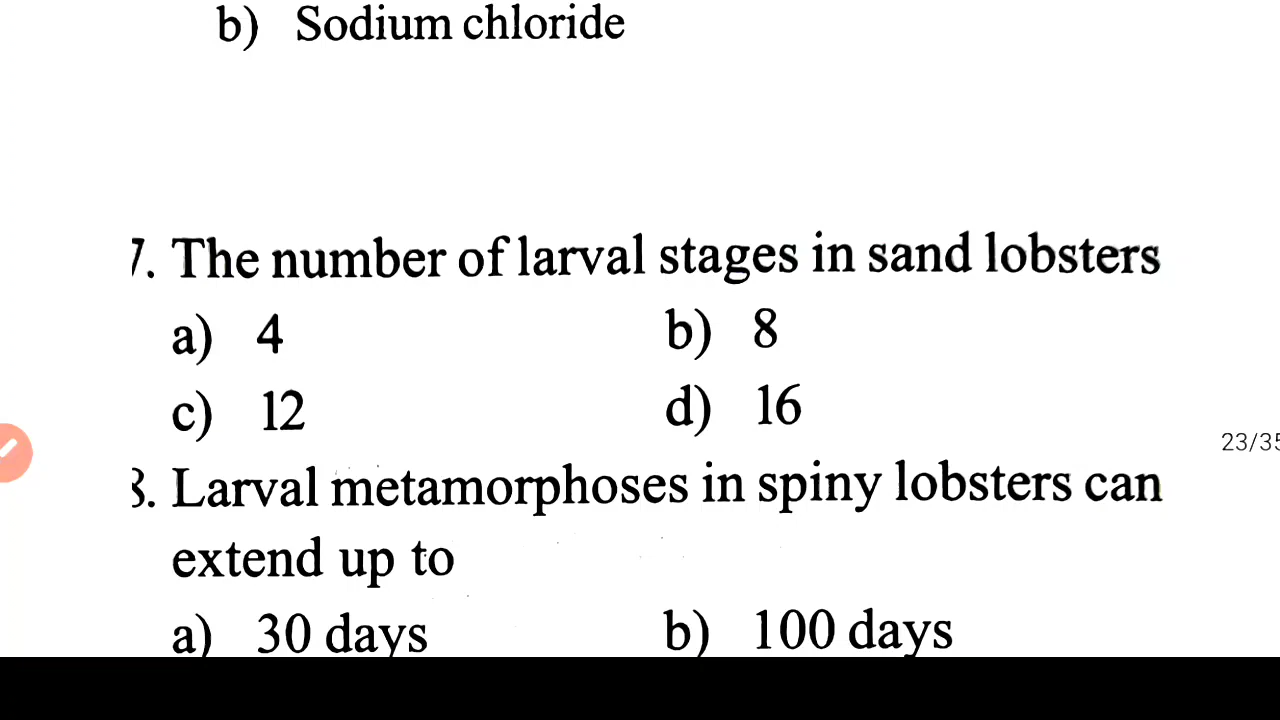 b) Sodium chloride
7. The number of larval stages in sand lobsters
a) 4 b) 8
c) 12 d) 16
23/35
8. Larval metamorphoses in spiny lobsters can
extend up to
a) 30 days b) 100 days